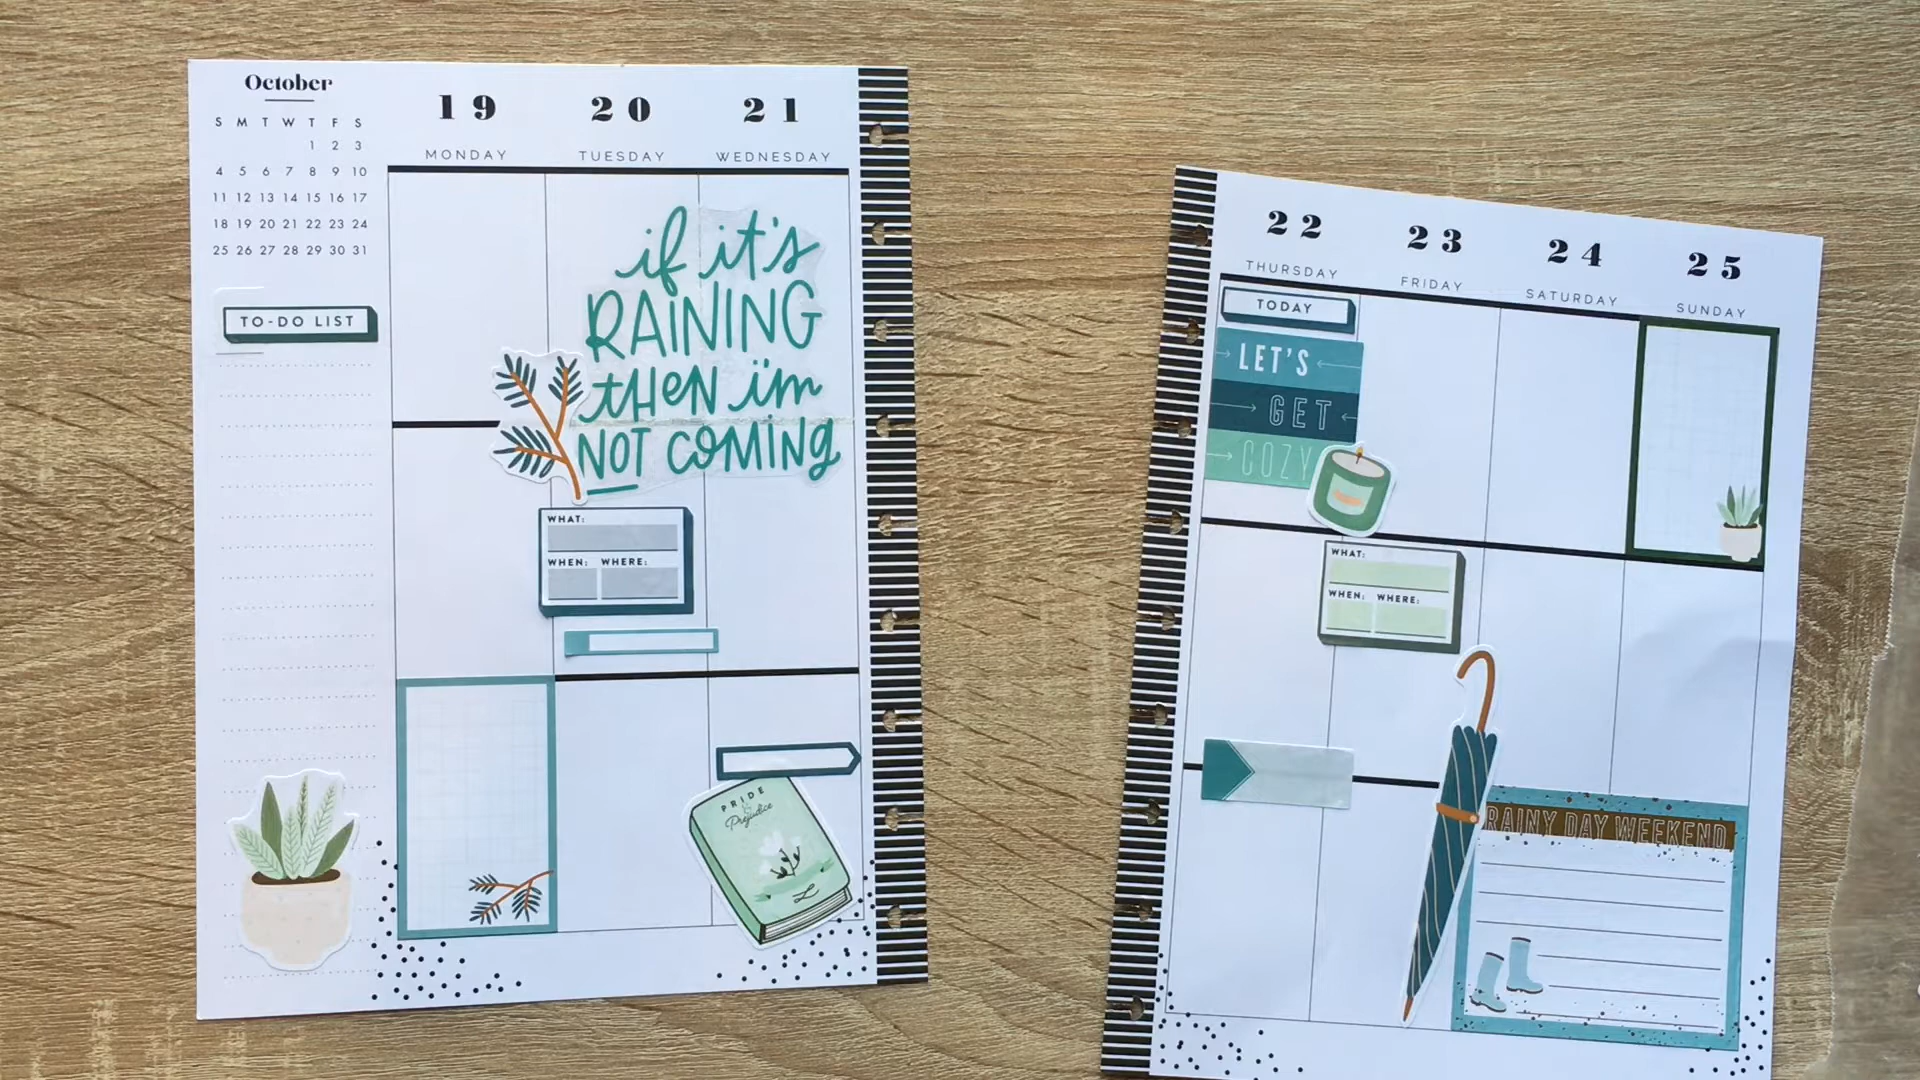 October
S M T W T F S
1 2 3
4 5 6 7 8 9 10
11 12 13 14 15 16 17
18 19 20 21 22 23 24
25 26 27 28 29 30 31
TO-DO LIST
19 20 21
MONDAY TUESDAY WEDNESDAY
if it's
RAINING
tHEN i'm
NOT COMING
WHAT:
WHEN: WHERE:
PRIDE
&
Prejudice
22 23 24 25
THURSDAY FRIDAY SATURDAY SUNDAY
TODAY
LET'S
GET
COZY
WHAT:
WHEN: WHERE:
RAINY DAY WEEKEND